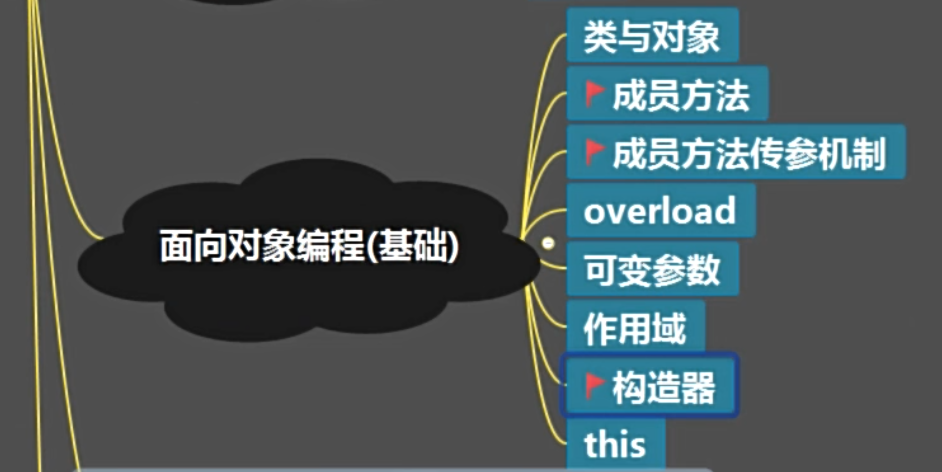 类与对象
成员方法
成员方法传参机制
overload
面向对象编程(基础)
可变参数
作用域
构造器
this